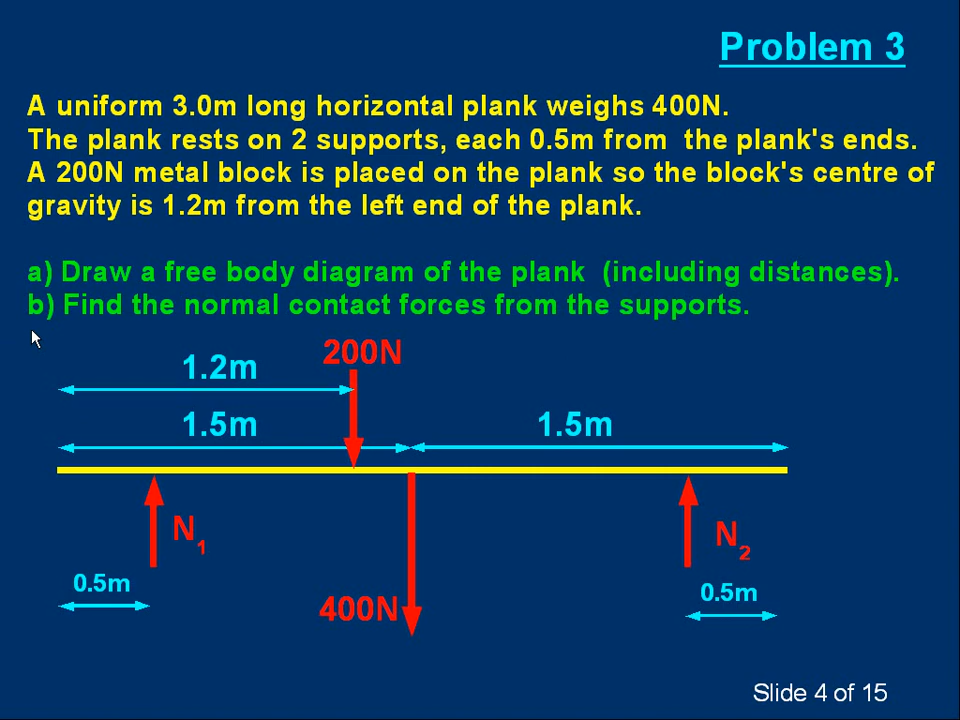 Problem 3
A uniform 3.0m long horizontal plank weighs 400N.
The plank rests on 2 supports, each 0.5m from the plank's ends.
A 200N metal block is placed on the plank so the block's centre of
gravity is 1.2m from the left end of the plank.
a) Draw a free body diagram of the plank (including distances).
b) Find the normal contact forces from the supports.
200N
1.2m
1.5m 1.5m
N1 N2
0.5m 0.5m
400N
Slide 4 of 15